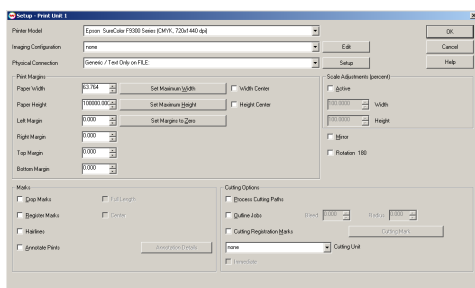 Setup - Print Unit 1
Printer Model Epson SureColor F9300 Series (CMYK, 720x1440 dpi) OK
Imaging Configuration none Edit Cancel
Physical Connection Generic / Text Only on FILE: Setup Help
Print Margins Scale Adjustments (percent)
Paper Width 63.764 Set Maximum Width Width Center Active
Paper Height 100000.00 Set Maximum Height Height Center 100.0000 Width
Left Margin 0.000 Set Margins to Zero 100.0000 Height
Right Margin 0.000 Mirror
Top Margin 0.000 Rotation: 180
Bottom Margin 0.000
Marks Cutting Options
Crop Marks Full Length Process Cutting Paths
Register Marks Center Outline Jobs Bleed 0.000 Radius 0.000
Hairlines Cutting Registration Marks Cutting Mark
Annotate Prints Annotation Details none Cutting Unit
Immediate